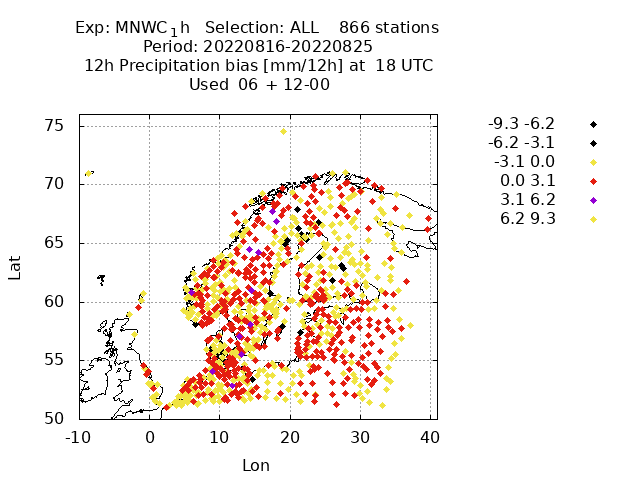 Exp: MNWC_1h   Selection: ALL    866 stations
Period: 20220816-20220825
12h Precipitation bias [mm/12h] at  18 UTC
Used  06 + 12-00
-9.3 -6.2
-6.2 -3.1
-3.1 0.0
0.0 3.1
3.1 6.2
6.2 9.3
75
70
65
60
55
50
Lat
-10 0 10 20 30 40
Lon